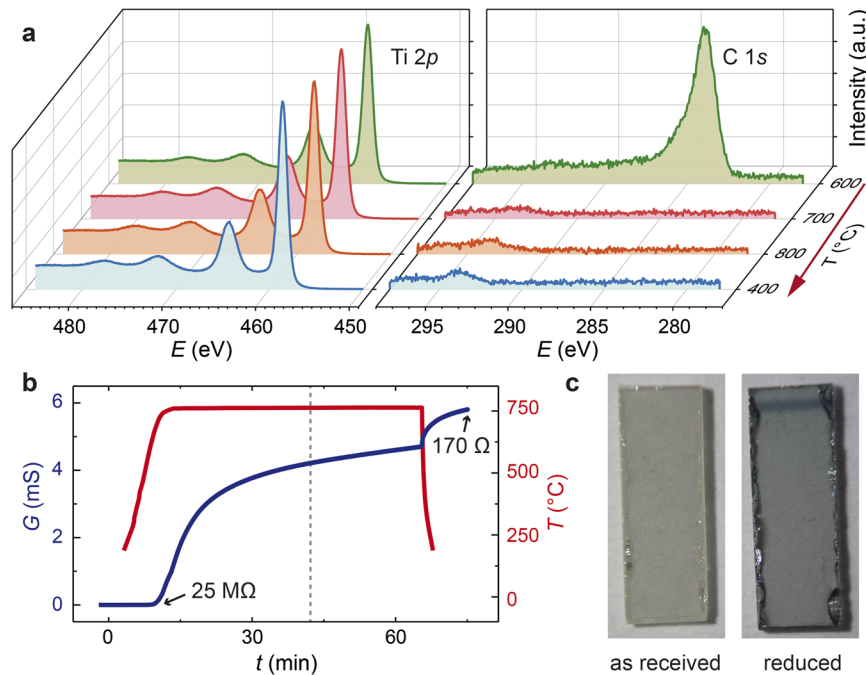 a
Ti 2p
C 1s
Intensity (a.u.)
600
700
800
400
T (°C)
480
470
460
450
E (eV)
295
290
285
280
E (eV)
b
6
4
2
0
G (mS)
750
500
250
0
T (°C)
25 MΩ
170 Ω
0
30
60
t (min)
c
as received
reduced